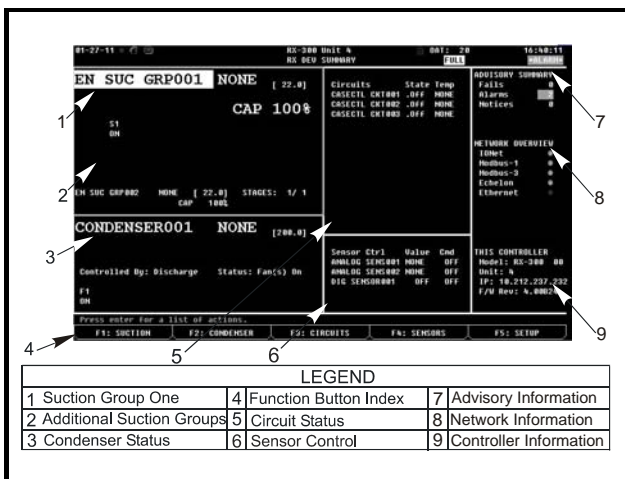 01-27-11 RX-300 Unit 4 OAT: 20 16:40:11
RX DEV SUMMARY FULL *ALARM*
EN SUC GRP001 NONE [ 22.0]
CAP 100%
S1
ON
EN SUC GRP002 NONE [ 22.0] STAGES: 1/ 1
CAP 100%
CONDENSER001 NONE [200.0]
Controlled By: Discharge Status: Fan(s) On
F1
ON
Circuits State Temp
CASECTL CKT001 .Off NONE
CASECTL CKT002 .Off NONE
CASECTL CKT003 .Off NONE
Sensor Ctrl Value Cmd
ANALOG SENS001 NONE OFF
ANALOG SENS002 NONE OFF
DIG SENSOR001 OFF OFF
ADVISORY SUMMARY
Fails 0
Alarms 2
Notices 0
NETWORK OVERVIEW
IONet
Modbus-1
Modbus-3
Echelon
Ethernet
THIS CONTROLLER
Model: RX-300 00
Unit: 4
IP: 10.212.237.232
F/W Rev:
Press enter for a list of actions.
F1: SUCTION F2: CONDENSER F3: CIRCUITS F4: SENSORS F5: SETUP
1
2
3
4
5
6
7
8
9
LEGEND
1 Suction Group One 4 Function Button Index 7 Advisory Information
2 Additional Suction Groups 5 Circuit Status 8 Network Information
3 Condenser Status 6 Sensor Control 9 Controller Information